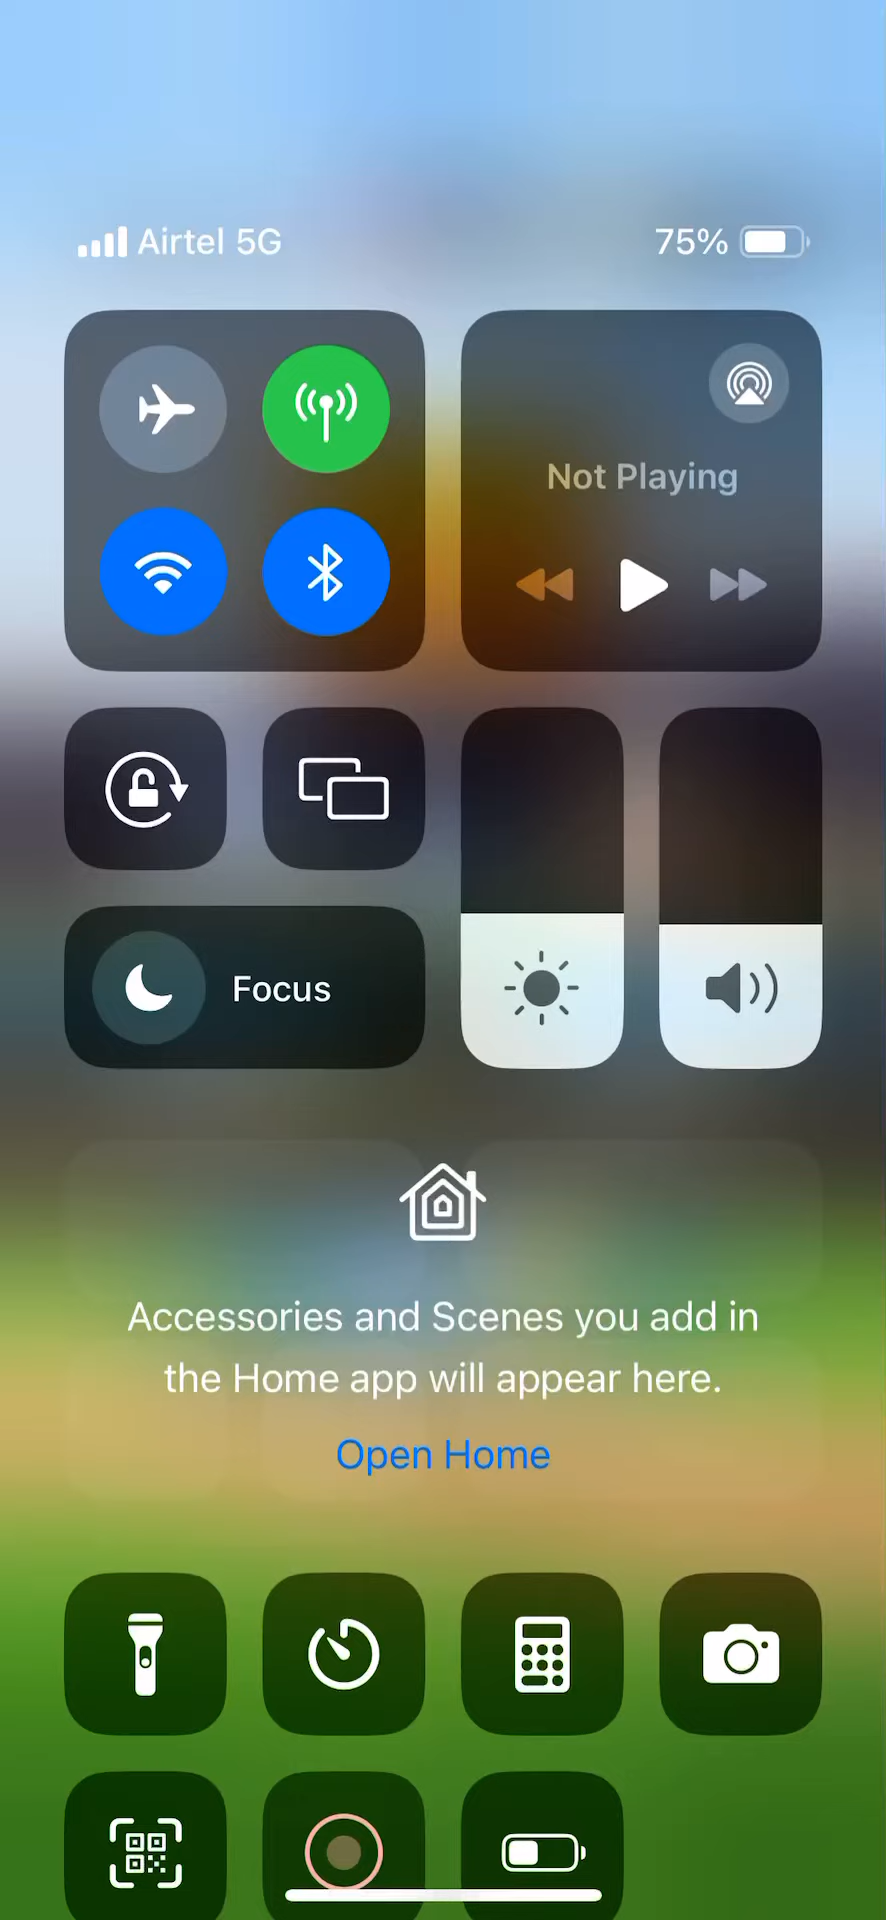 Airtel 5G 75%
Not Playing
Focus
Accessories and Scenes you add in
the Home app will appear here.
Open Home